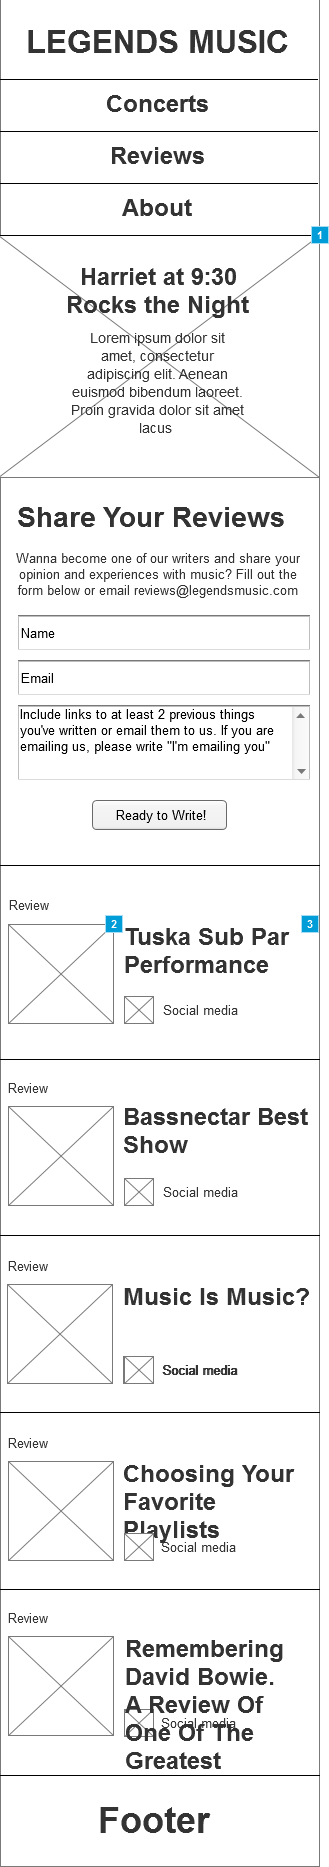 LEGENDS MUSIC
Concerts
Reviews
About
1
Harriet at 9:30
Rocks the Night
Lorem ipsum dolor sit
amet, consectetur
adipiscing elit. Aenean
euismod bibendum laoreet.
Proin gravida dolor sit amet
lacus
Share Your Reviews
Wanna become one of our writers and share your
opinion and experiences with music? Fill out the
form below or email reviews@legendsmusic.com
Name
Email
Include links to at least 2 previous things
you've written or email them to us. If you are
emailing us, please write "I'm emailing you"
Ready to Write!
Review
2
3
Tuska Sub Par
Performance
Social media
Review
Bassnectar Best
Show
Social media
Review
Music Is Music?
Social media
Review
Choosing Your
Favorite
Playlists
Social media
Review
Remembering
David Bowie.
A Review Of
Social media
One Of The
Greatest
Footer